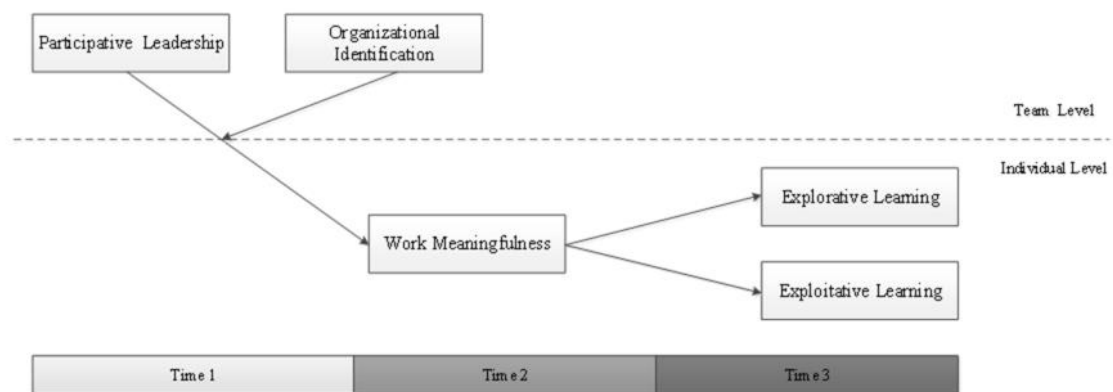 Participative Leadership
Organizational
Identification
Team Level
Individual Level
Explorative Learning
Work Meaningfulness
Exploitative Learning
Time 1
Time 2
Time 3